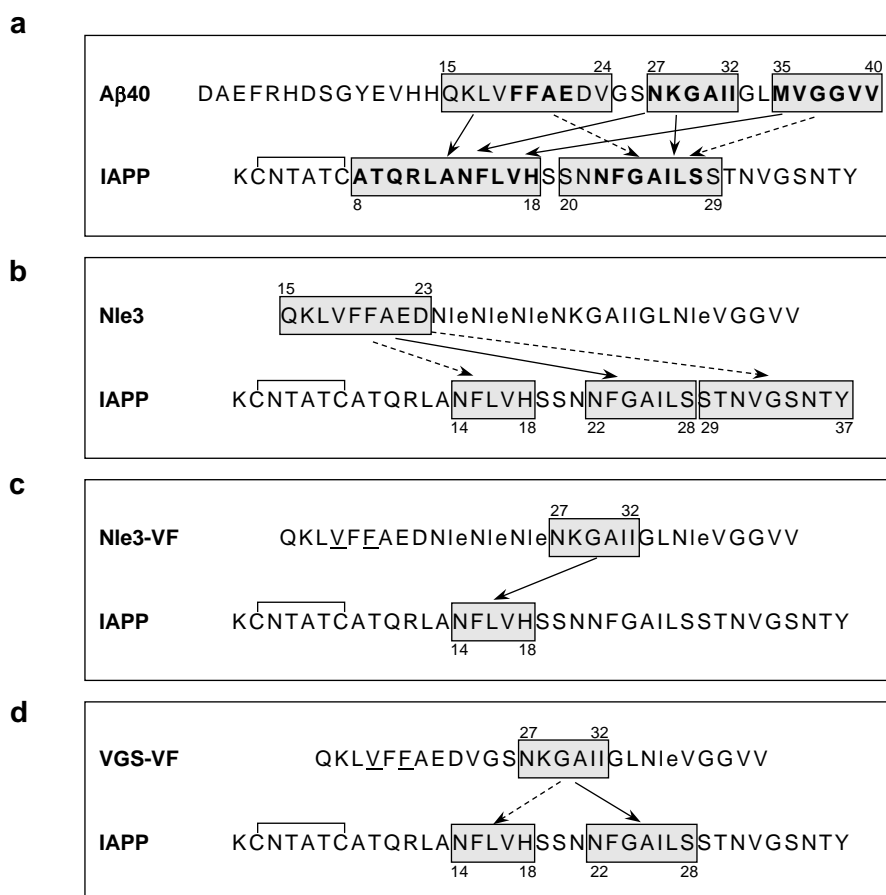 a
15 24 27 32 35 40
Aβ40 DAEFRHDSGYEVHHQKLVFFAEDVGSNKGAIIGLMVGGVV
IAPP KCNTATCATQRLANFLVHSSNNFGAILSSTNVGSNTY
8 18 20 29
b
15 23
Nle3 QKLVFFAEDNleNleNleNKGAIIGLNleVGGVV
IAPP KCNTATCATQRLANFLVHSSNNFGAILSSTNVGSNTY
14 18 22 28 29 37
c
27 32
Nle3-VF QKLVFFAEDNleNleNleNKGAIIGLNleVGGVV
IAPP KCNTATCATQRLANFLVHSSNNFGAILSSTNVGSNTY
14 18
d
27 32
VGS-VF QKLVFFAEDVGSNKGAIIGLNleVGGVV
IAPP KCNTATCATQRLANFLVHSSNNFGAILSSTNVGSNTY
14 18 22 28